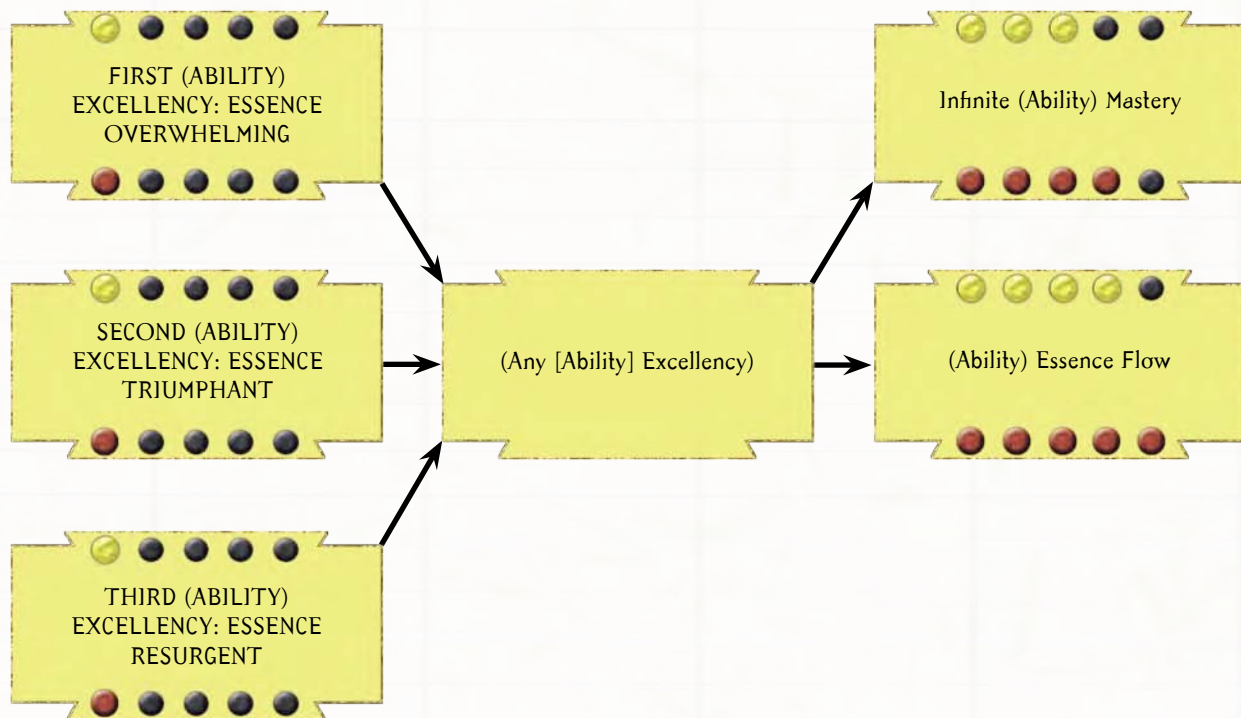 FIRST (ABILITY)
EXCELLENCY: ESSENCE
OVERWHELMING
Infinite (Ability) Mastery
SECOND (ABILITY)
EXCELLENCY: ESSENCE
TRIUMPHANT
(Any [Ability] Excellency)
(Ability) Essence Flow
THIRD (ABILITY)
EXCELLENCY: ESSENCE
RESURGENT